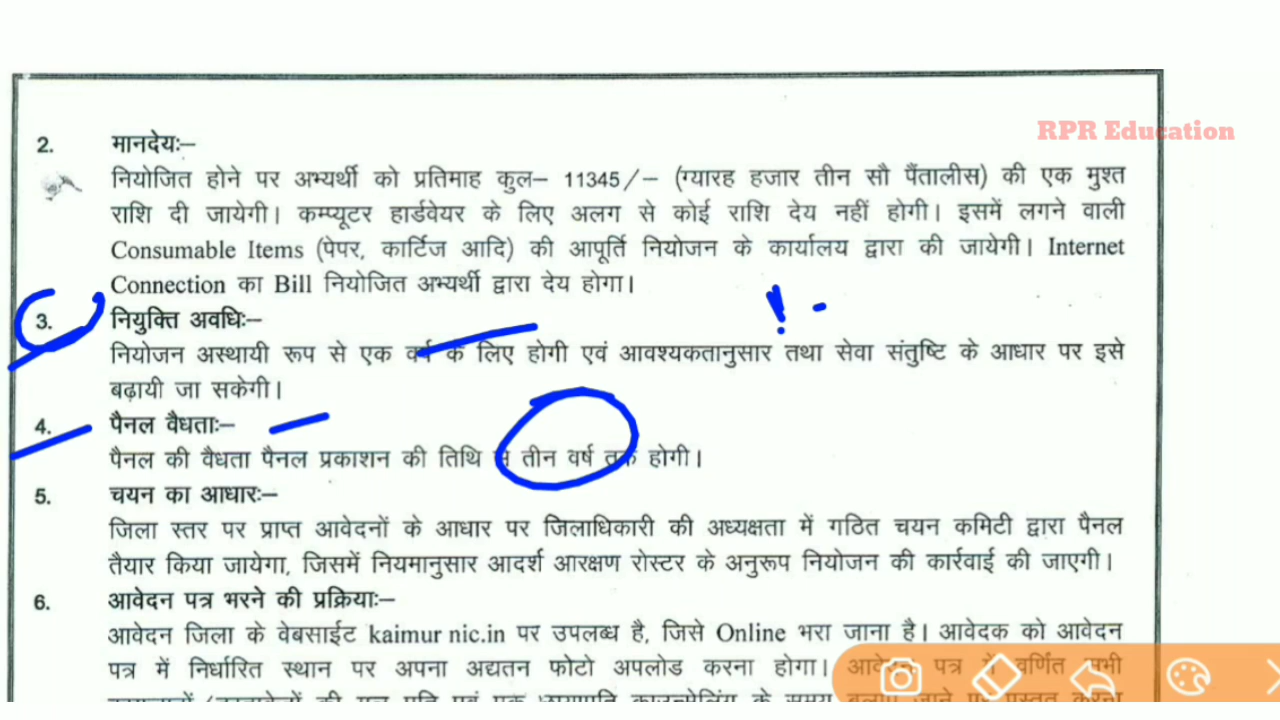 RPR Education
2. मानदेयः–
नियोजित होने पर अभ्यर्थी को प्रतिमाह कुल– 11345/– (ग्यारह हजार तीन सौ पैंतालीस) की एक मुश्त
राशि दी जायेगी। कम्प्यूटर हार्डवेयर के लिए अलग से कोई राशि देय नहीं होगी। इसमें लगने वाली
Consumable Items (पेपर, कार्टिज आदि) की आपूर्ति नियोजन के कार्यालय द्वारा की जायेगी। Internet
Connection का Bill नियोजित अभ्यर्थी द्वारा देय होगा।
3. नियुक्ति अवधिः–
नियोजन अस्थायी रूप से एक वर्ष के लिए होगी एवं आवश्यकतानुसार तथा सेवा संतुष्टि के आधार पर इसे
बढ़ायी जा सकेगी।
4. पैनल वैधताः–
पैनल की वैधता पैनल प्रकाशन की तिथि से तीन वर्ष तक होगी।
5. चयन का आधारः–
जिला स्तर पर प्राप्त आवेदनों के आधार पर जिलाधिकारी की अध्यक्षता में गठित चयन कमिटी द्वारा पैनल
तैयार किया जायेगा, जिसमें नियमानुसार आदर्श आरक्षण रोस्टर के अनुरूप नियोजन की कार्रवाई की जाएगी।
6. आवेदन पत्र भरने की प्रक्रियाः–
आवेदन जिला के वेबसाईट kaimur nic.in पर उपलब्ध है, जिसे Online भरा जाना है। आवेदक को आवेदन
पत्र में निर्धारित स्थान पर अपना अद्यतन फोटो अपलोड करना होगा। आवेदन पत्र में वर्णित सभी